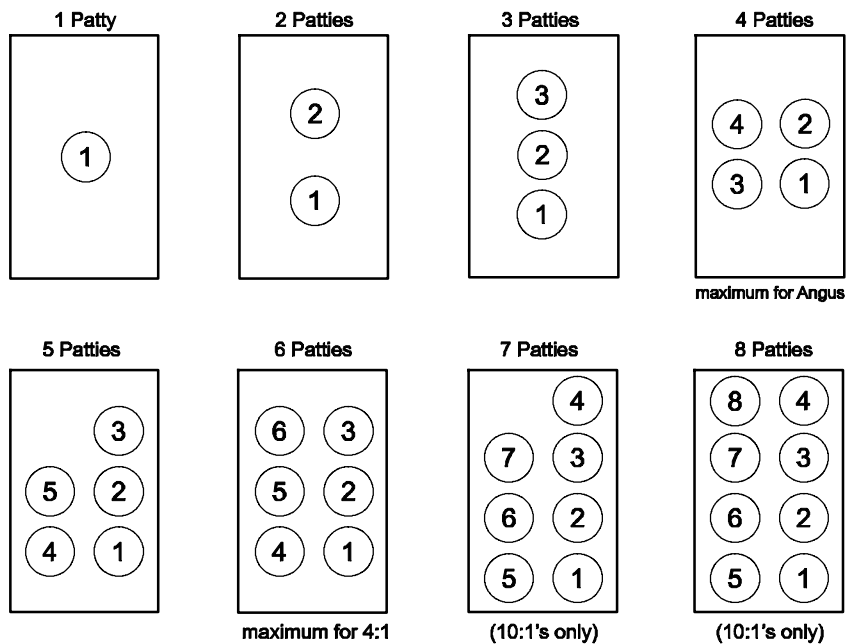 1 Patty 2 Patties 3 Patties 4 Patties
3
2 4 2
1 2
1 3 1
1
maximum for Angus
5 Patties 6 Patties 7 Patties 8 Patties
4 8 4
3 6 3
7 3 7 3
5 2 5 2
6 2 6 2
4 1 4 1
5 1 5 1
maximum for 4:1 (10:1's only) (10:1's only)